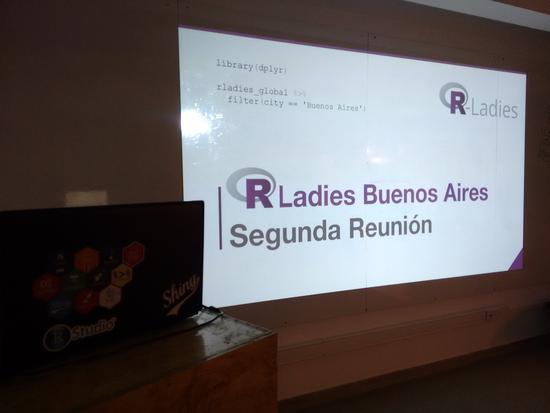 library(dplyr)
rladies_global %>%
filter(city == 'Buenos Aires')
R-Ladies
R Ladies Buenos Aires
Segunda Reunión
Shiny
R Studio